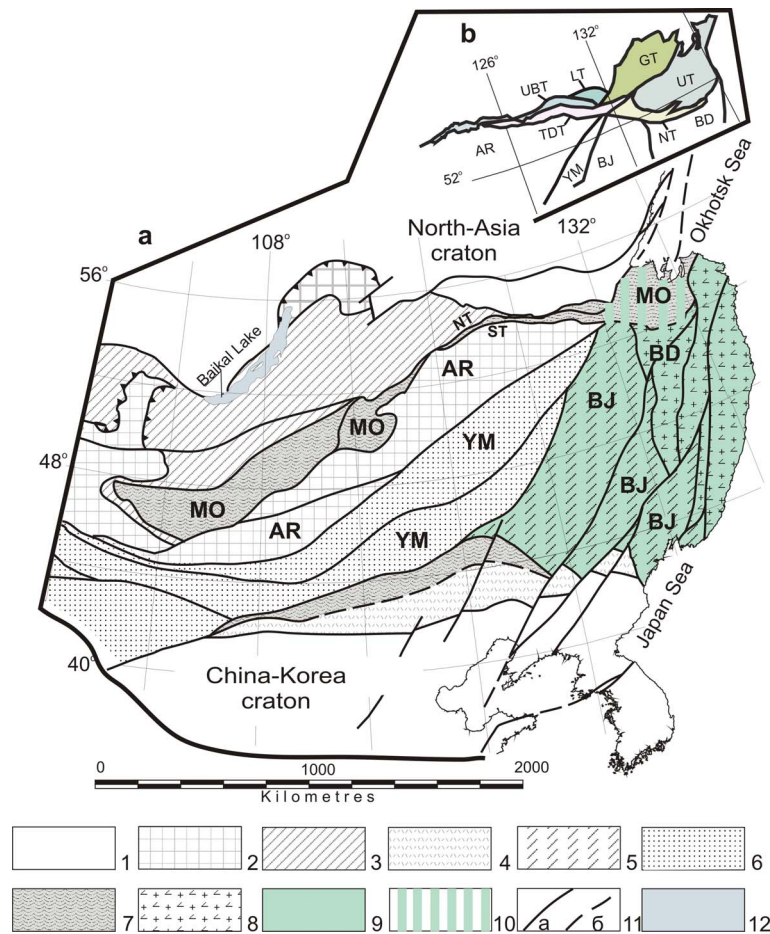 b
132°
126°
GT
LT
UBT
UT
TDT
NT
BD
AR
YM
BJ
52°
a
North-Asia
craton
132°
Okhotsk Sea
108°
56°
MO
NT
ST
Baikal Lake
AR
BD
BJ
MO
YM
48°
MO
BJ
AR
BJ
YM
Japan Sea
40°
China-Korea
craton
0 1000 2000
Kilometres
1 2 3 4 5 6
7 8 9 10 а б 11 12